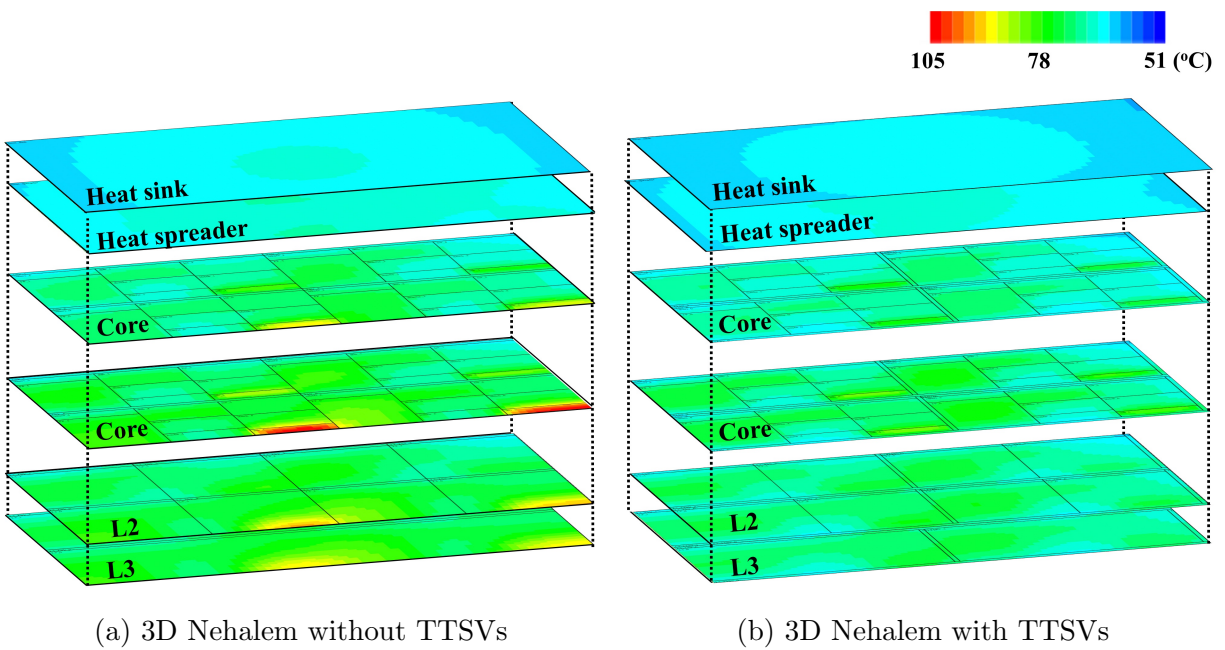 105 78 51 (°C)
Heat sink
Heat spreader
Core
Core
L2
L3
Heat sink
Heat spreader
Core
Core
L2
L3
(a) 3D Nehalem without TTSVs
(b) 3D Nehalem with TTSVs